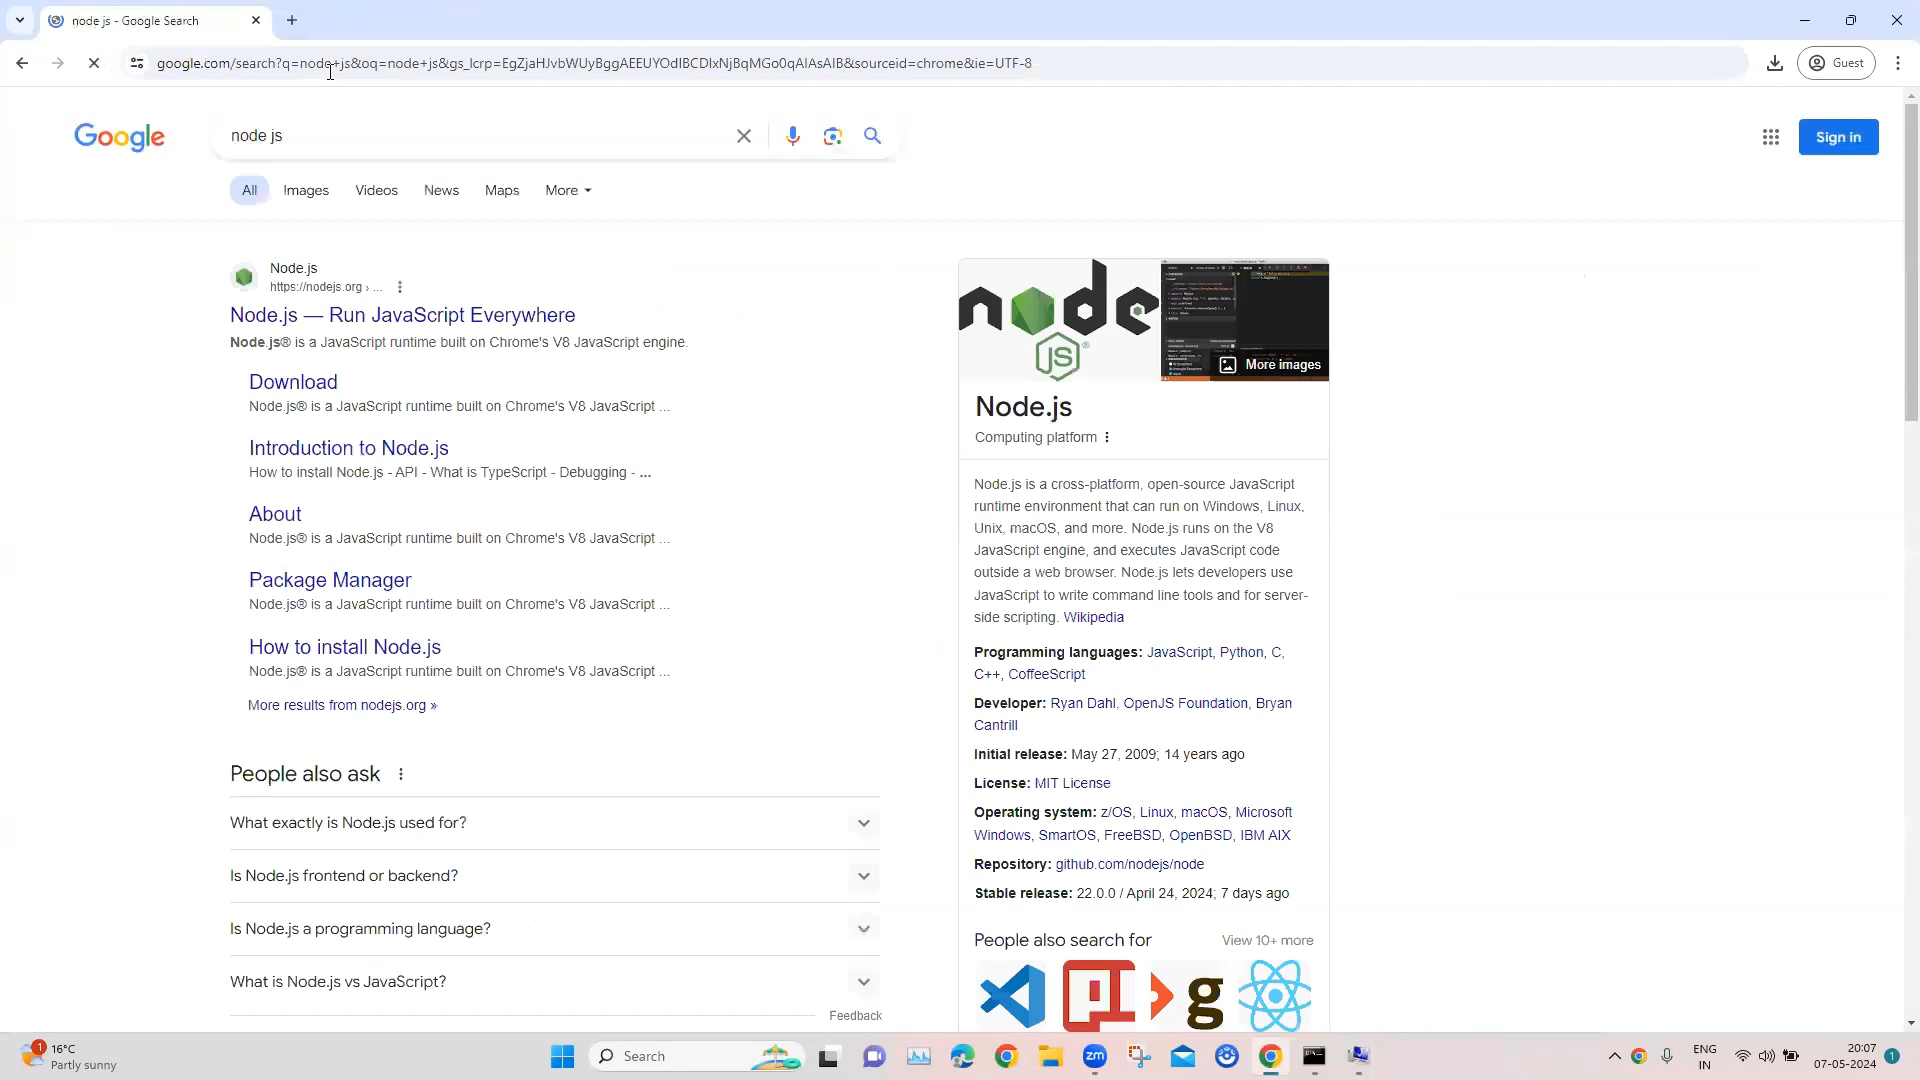 node js - Google Search
google.com/search?q=node+js&oq=node+js&gs_lcrp=EgZjaHJvbWUyBggAEEUYOdIBCDIxNjBqMGo0qAIAsAIB&sourceid=chrome&ie=UTF-8
Guest
Google
node js
Sign in
All
Images
Videos
News
Maps
More
Node.js
https://nodejs.org › ...
Node.js — Run JavaScript Everywhere
Node.js® is a JavaScript runtime built on Chrome's V8 JavaScript engine.
Download
Node.js® is a JavaScript runtime built on Chrome's V8 JavaScript ...
Introduction to Node.js
How to install Node.js - API - What is TypeScript - Debugging - ...
About
Node.js® is a JavaScript runtime built on Chrome's V8 JavaScript ...
Package Manager
Node.js® is a JavaScript runtime built on Chrome's V8 JavaScript ...
How to install Node.js
Node.js® is a JavaScript runtime built on Chrome's V8 JavaScript ...
More results from nodejs.org »
People also ask
What exactly is Node.js used for?
Is Node.js frontend or backend?
Is Node.js a programming language?
What is Node.js vs JavaScript?
Feedback
node
JS
More images
Node.js
Computing platform
Node.js is a cross-platform, open-source JavaScript
runtime environment that can run on Windows, Linux,
Unix, macOS, and more. Node.js runs on the V8
JavaScript engine, and executes JavaScript code
outside a web browser. Node.js lets developers use
JavaScript to write command line tools and for server-
side scripting. Wikipedia
Programming languages: JavaScript, Python, C,
C++, CoffeeScript
Developer: Ryan Dahl, OpenJS Foundation, Bryan
Cantrill
Initial release: May 27, 2009; 14 years ago
License: MIT License
Operating system: z/OS, Linux, macOS, Microsoft
Windows, SmartOS, FreeBSD, OpenBSD, IBM AIX
Repository: github.com/nodejs/node
Stable release: 22.0.0 / April 24, 2024; 7 days ago
People also search for
View 10+ more
g
1
16°C
Partly sunny
Search
zm
ENG
IN
20:07
07-05-2024
1